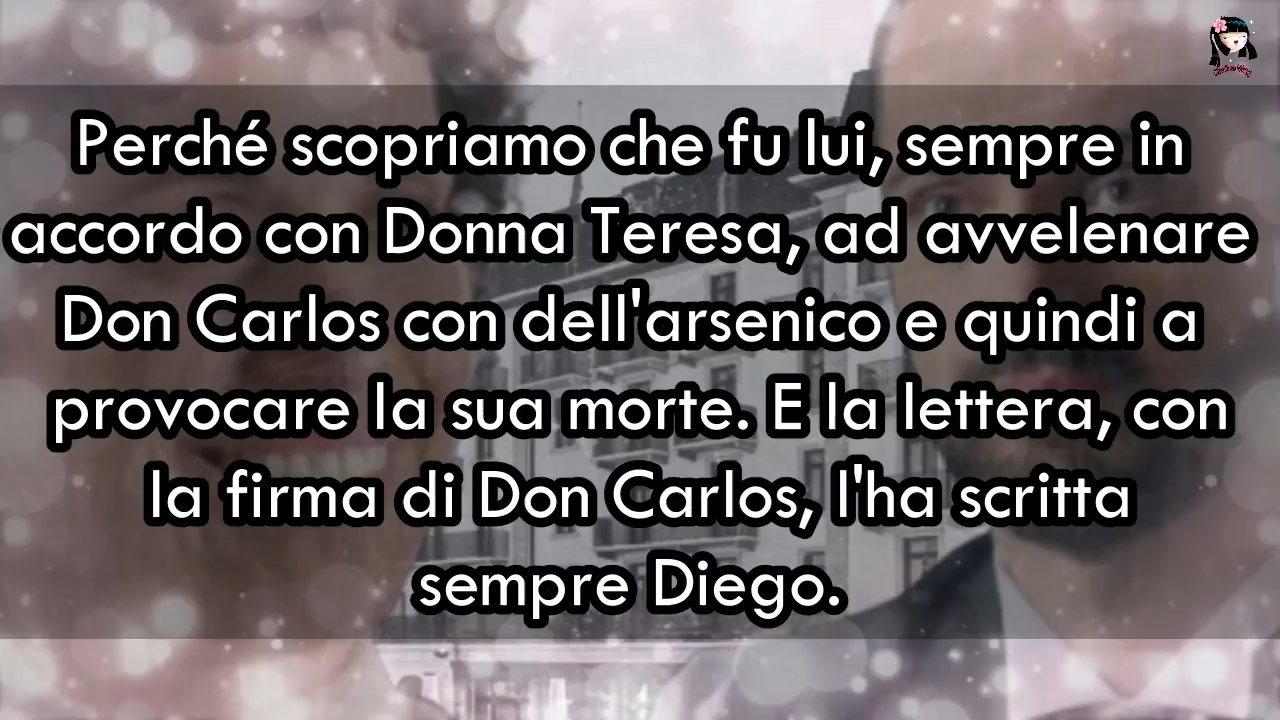 Perché scopriamo che fu lui, sempre in
accordo con Donna Teresa, ad avvelenare
Don Carlos con dell'arsenico e quindi a
provocare la sua morte. E la lettera, con
la firma di Don Carlos, l'ha scritta
sempre Diego.